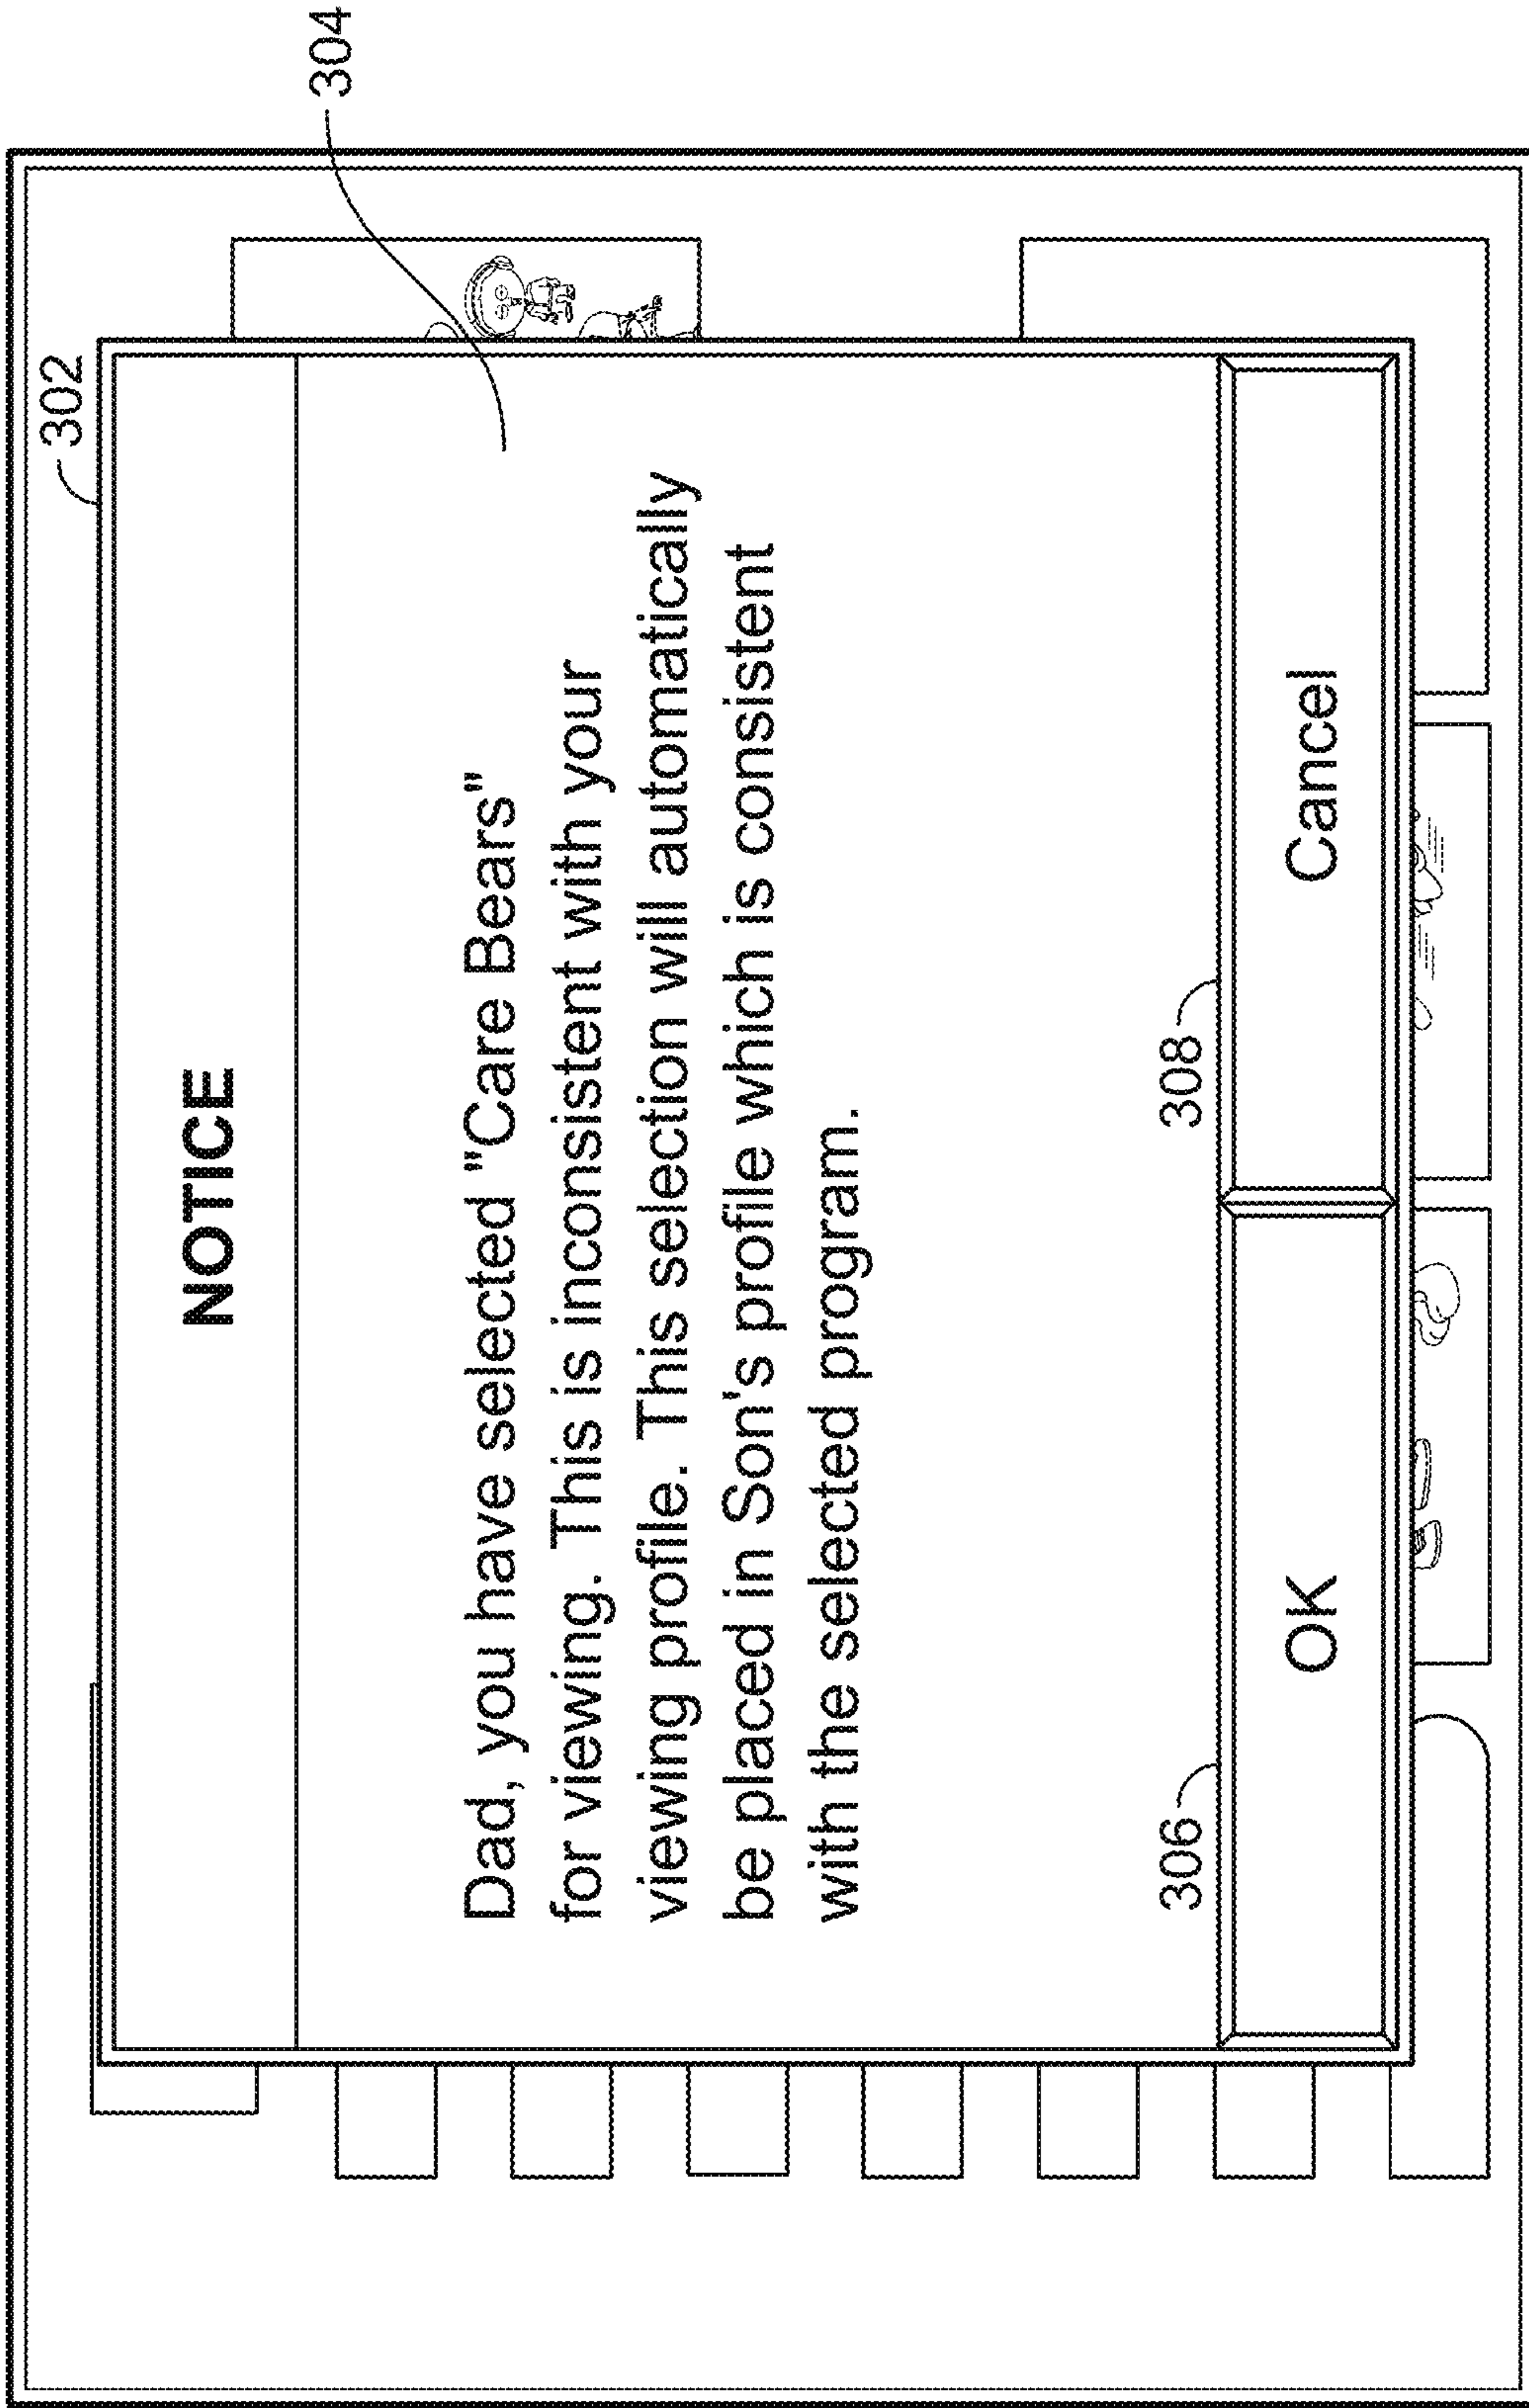 302
304
NOTICE
Dad, you have selected "Care Bears"
for viewing. This is inconsistent with your
viewing profile. This selection will automatically
be placed in Son's profile which is consistent
with the selected program.
306
308
OK
Cancel